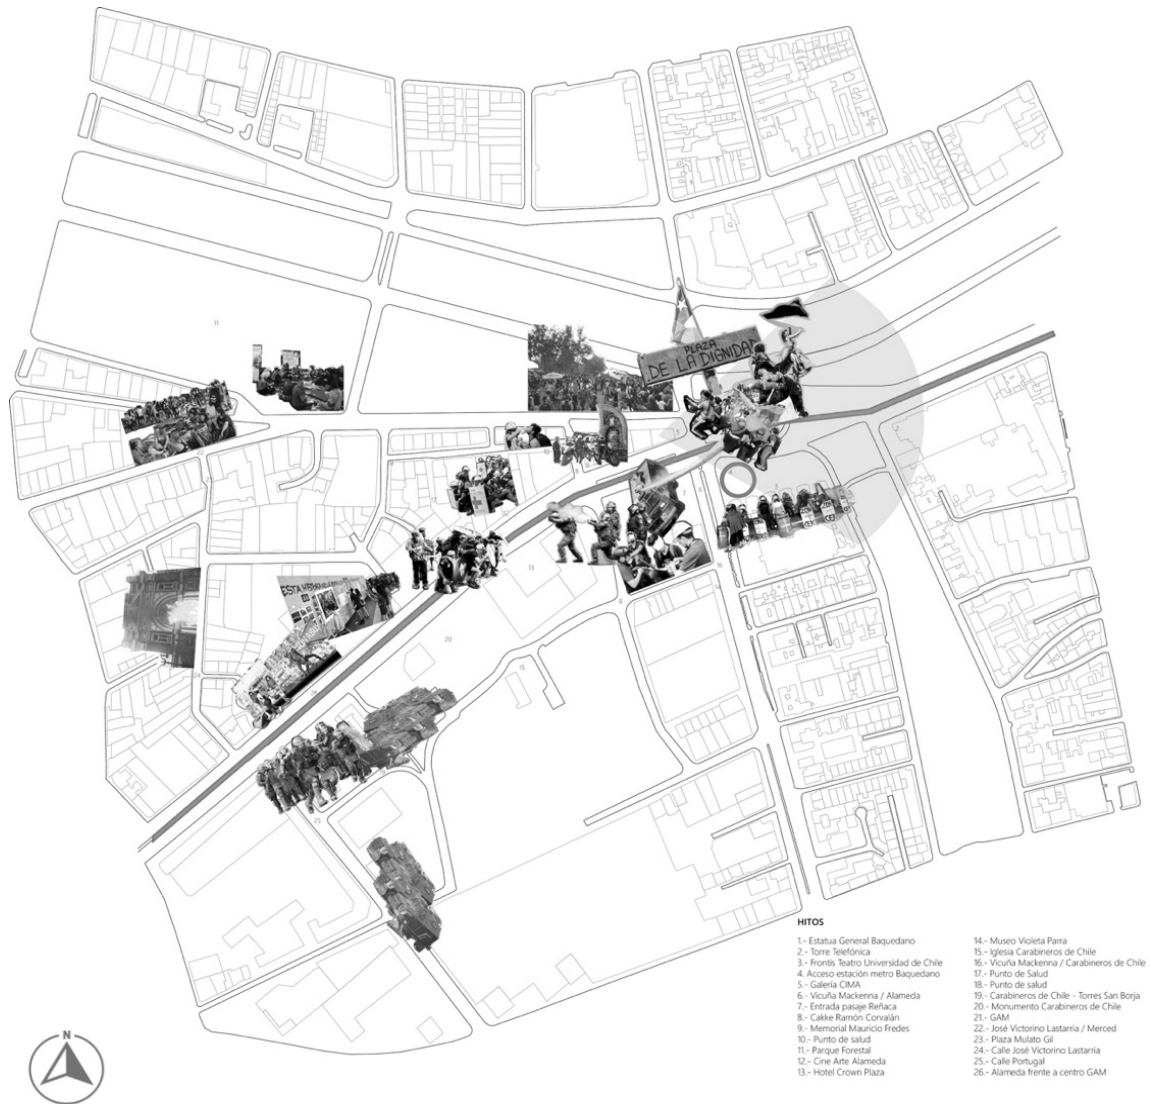 11
PLAZA
DE LA DIGNIDAD
13
20
19
25
HITOS
1.- Estatua General Baquedano
2.- Torre Telefónica
3.- Frontis Teatro Universidad de Chile
4. Acceso estación metro Baquedano
5.- Galería CIMA
6.- Vicuña Mackenna / Alameda
7.- Entrada pasaje Reñaca
8.- Cakke Ramón Corvalán
9.- Memorial Mauricio Fredes
10.- Punto de salud
11.- Parque Forestal
12.- Cine Arte Alameda
13.- Hotel Crown Plaza
14.- Museo Violeta Parra
15.- Iglesia Carabineros de Chile
16.- Vicuña Mackenna / Carabineros de Chile
17.- Punto de Salud
18.- Punto de salud
19.- Carabineros de Chile - Torres San Borja
20.- Monumento Carabineros de Chile
21.- GAM
22.- José Victorino Lastarria / Merced
23.- Plaza Mulato Gil
24.- Calle José Victorino Lastarria
25.- Calle Portugal
26.- Alameda frente a centro GAM
N